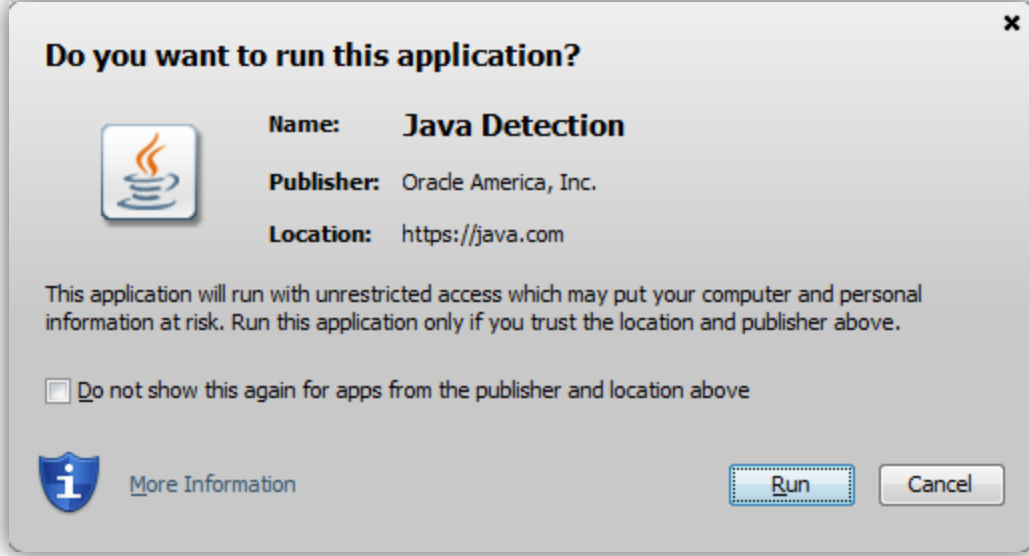 Do you want to run this application?
Name: Java Detection
Publisher: Oracle America, Inc.
Location: https://java.com
This application will run with unrestricted access which may put your computer and personal
information at risk. Run this application only if you trust the location and publisher above.
Do not show this again for apps from the publisher and location above
More Information
Run
Cancel